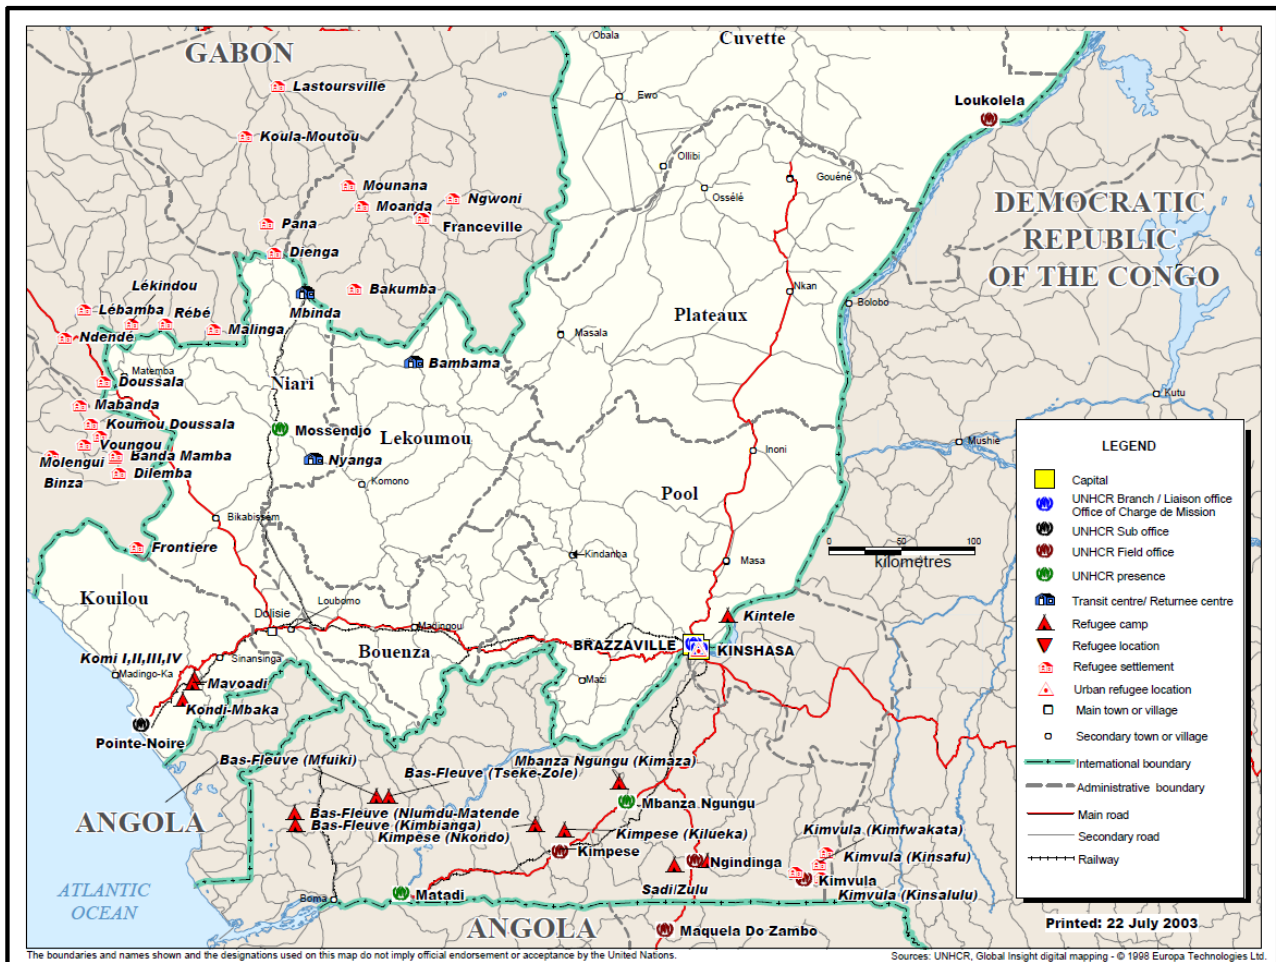 GABON
Cuvette
Obala
Ewo
Lastoursville
Loukolela
Koula-Moutou
Ollibi
Gouéné
Mounana
Ngwoni
Moanda
Ossélé
Franceville
Pana
DEMOCRATIC
REPUBLIC
OF THE CONGO
Dienga
Lékindou
Bakumba
Nkan
Bolobo
Mbinda
Lébamba
Rébé
Plateaux
Malinga
Ndendé
Masala
Bambama
Matemba
Doussala
Niari
Kutu
Mabanda
Koumou Doussala
Mossendjo
Lekoumou
Voungou
Mushie
Inoni
Molengui
Banda Mamba
Nyanga
Dilemba
Binza
Komono
Pool
Bikabissém
Frontiere
Kindanba
Masa
0 50 100
kilometres
Kouilou
Loubomo
Dolisie
Madingou
Kintele
BRAZZAVILLE
KINSHASA
Bouenza
Komi I,II,III,IV
Sinansinga
Madingo-Ka
Mavoadi
Mazi
Kondi-Mbaka
Pointe-Noire
Bas-Fleuve (Mfuiki)
Mbanza Ngungu (Kimaza)
Bas-Fleuve (Tseke-Zole)
Mbanza Ngungu
Bas-Fleuve (Nlumdu-Matende
ANGOLA
Bas-Fleuve (Kimbianga)
Kimpese (Nkondo)
Kimpese (Kilueka)
Kimvula (Kimfwakata)
Kimpese
Kimvula (Kinsafu)
Ngindinga
Kimvula
Sadi/Zulu
Kimvula (Kinsalulu)
ATLANTIC
OCEAN
Boma
Matadi
ANGOLA
Maquela Do Zambo
LEGEND
Capital
UNHCR Branch / Liaison office
Office of Charge de Mission
UNHCR Sub office
UNHCR Field office
UNHCR presence
Transit centre/ Returnee centre
Refugee camp
Refugee location
Refugee settlement
Urban refugee location
Main town or village
Secondary town or village
International boundary
Administrative boundary
Main road
Secondary road
Railway
Printed: 22 July 2003
The boundaries and names shown and the designations used on this map do not imply official endorsement or acceptance by the United Nations.
Sources: UNHCR, Global Insight digital mapping - © 1998 Europa Technologies Ltd.